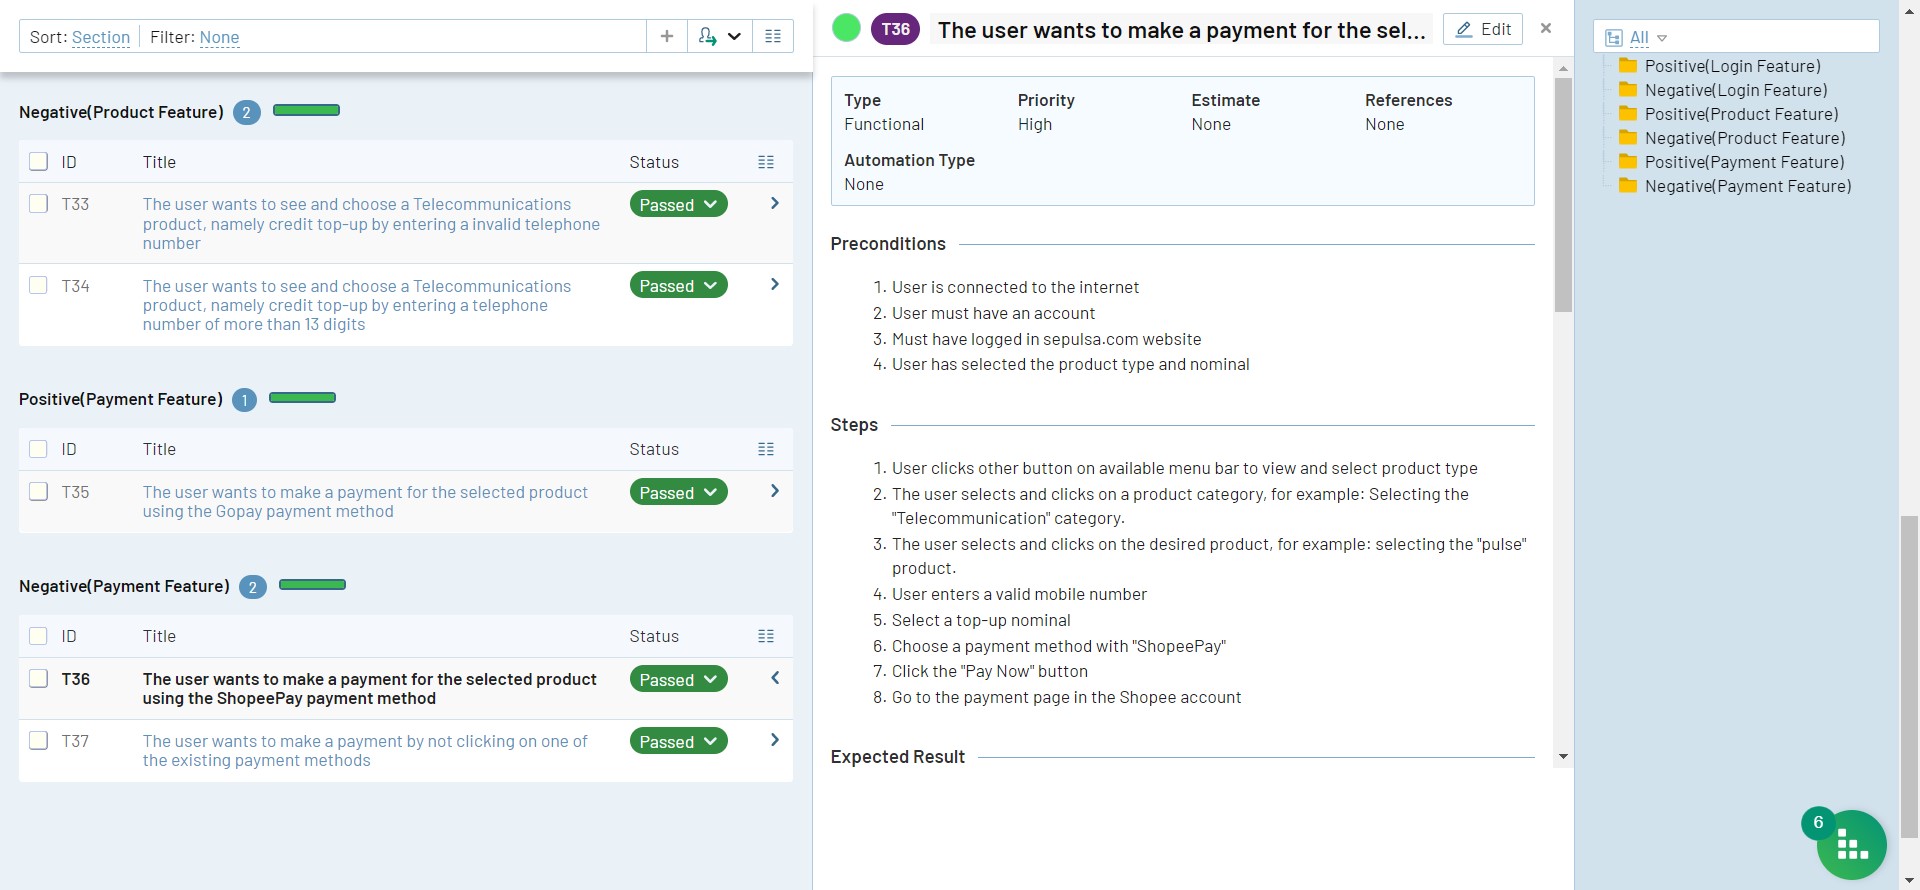 Sort: Section Filter: None
Negative(Product Feature) 2
ID Title Status
T33 The user wants to see and choose a Telecommunications Passed
product, namely credit top-up by entering a invalid telephone
number
T34 The user wants to see and choose a Telecommunications Passed
product, namely credit top-up by entering a telephone
number of more than 13 digits
Positive(Payment Feature) 1
ID Title Status
T35 The user wants to make a payment for the selected product Passed
using the Gopay payment method
Negative(Payment Feature) 2
ID Title Status
T36 The user wants to make a payment for the selected product Passed
using the ShopeePay payment method
T37 The user wants to make a payment by not clicking on one of Passed
the existing payment methods
T36 The user wants to make a payment for the sel... Edit
Type Priority Estimate References
Functional High None None
Automation Type
None
Preconditions
1. User is connected to the internet
2. User must have an account
3. Must have logged in sepulsa.com website
4. User has selected the product type and nominal
Steps
1. User clicks other button on available menu bar to view and select product type
2. The user selects and clicks on a product category, for example: Selecting the
"Telecommunication" category.
3. The user selects and clicks on the desired product, for example: selecting the "pulse"
product.
4. User enters a valid mobile number
5. Select a top-up nominal
6. Choose a payment method with "ShopeePay"
7. Click the "Pay Now" button
8. Go to the payment page in the Shopee account
Expected Result
All
Positive(Login Feature)
Negative(Login Feature)
Positive(Product Feature)
Negative(Product Feature)
Positive(Payment Feature)
Negative(Payment Feature)
6